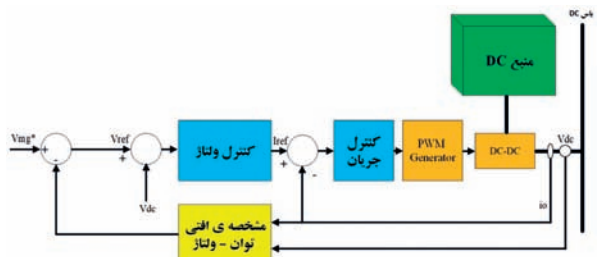 باس DC
منبع DC
Vmg*
+
-
Vref
+
Vdc
کنترل ولتاژ
Iref
+
-
کنترل
جریان
PWM
Generator
DC-DC
Vdc
io
مشخصه ی افتی
توان - ولتاژ